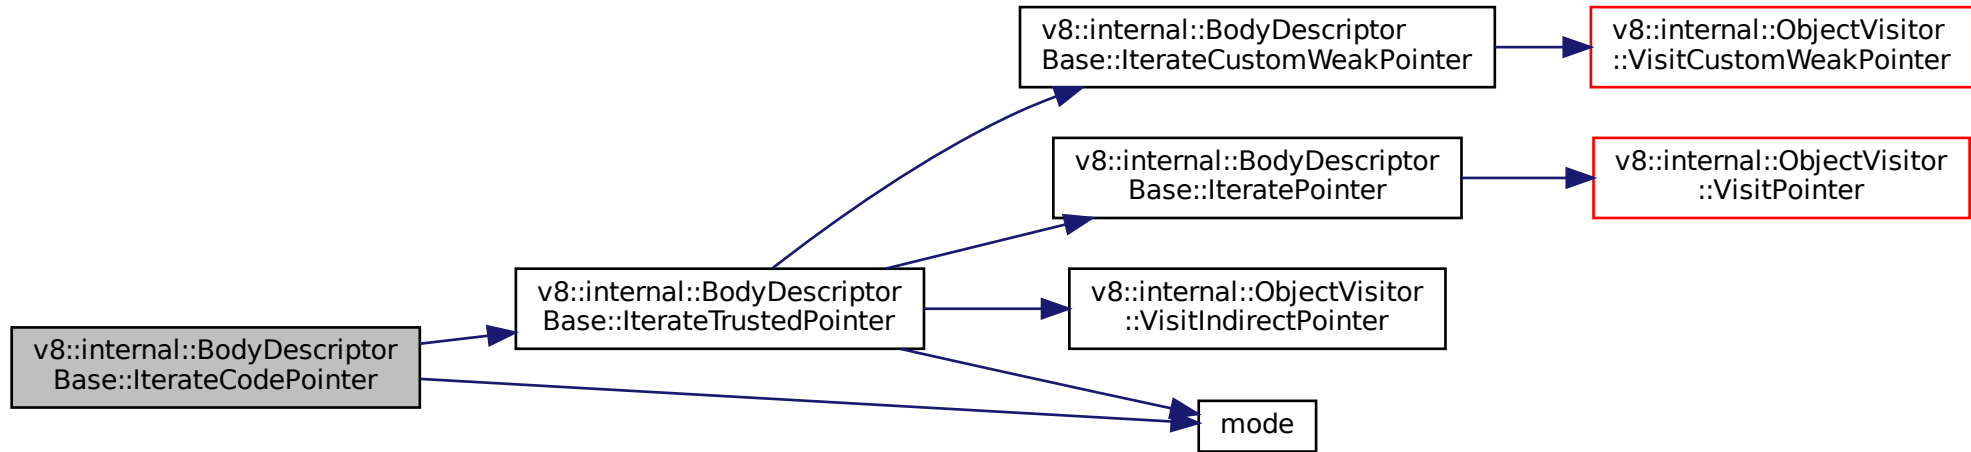 v8::internal::BodyDescriptor
Base::IterateCustomWeakPointer
v8::internal::ObjectVisitor
::VisitCustomWeakPointer
v8::internal::BodyDescriptor
Base::IteratePointer
v8::internal::ObjectVisitor
::VisitPointer
v8::internal::BodyDescriptor
Base::IterateTrustedPointer
v8::internal::ObjectVisitor
::VisitIndirectPointer
v8::internal::BodyDescriptor
Base::IterateCodePointer
mode